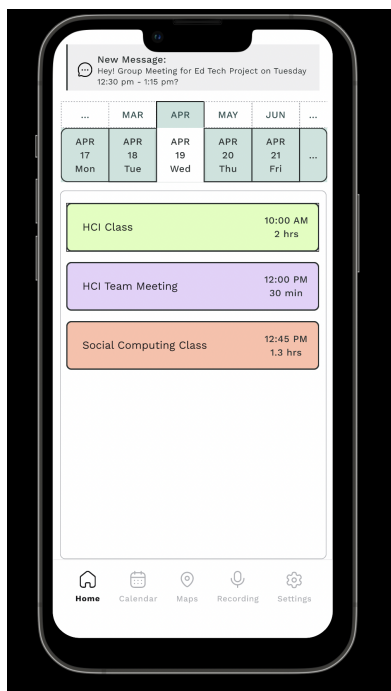 New Message:
Hey! Group Meeting for Ed Tech Project on Tuesday
12:30 pm - 1:15 pm?
... MAR APR MAY JUN ...
APR APR APR APR APR
17 18 19 20 21 ...
Mon Tue Wed Thu Fri
HCI Class
10:00 AM
2 hrs
HCI Team Meeting
12:00 PM
30 min
Social Computing Class
12:45 PM
1.3 hrs
Home Calendar Maps Recording Settings